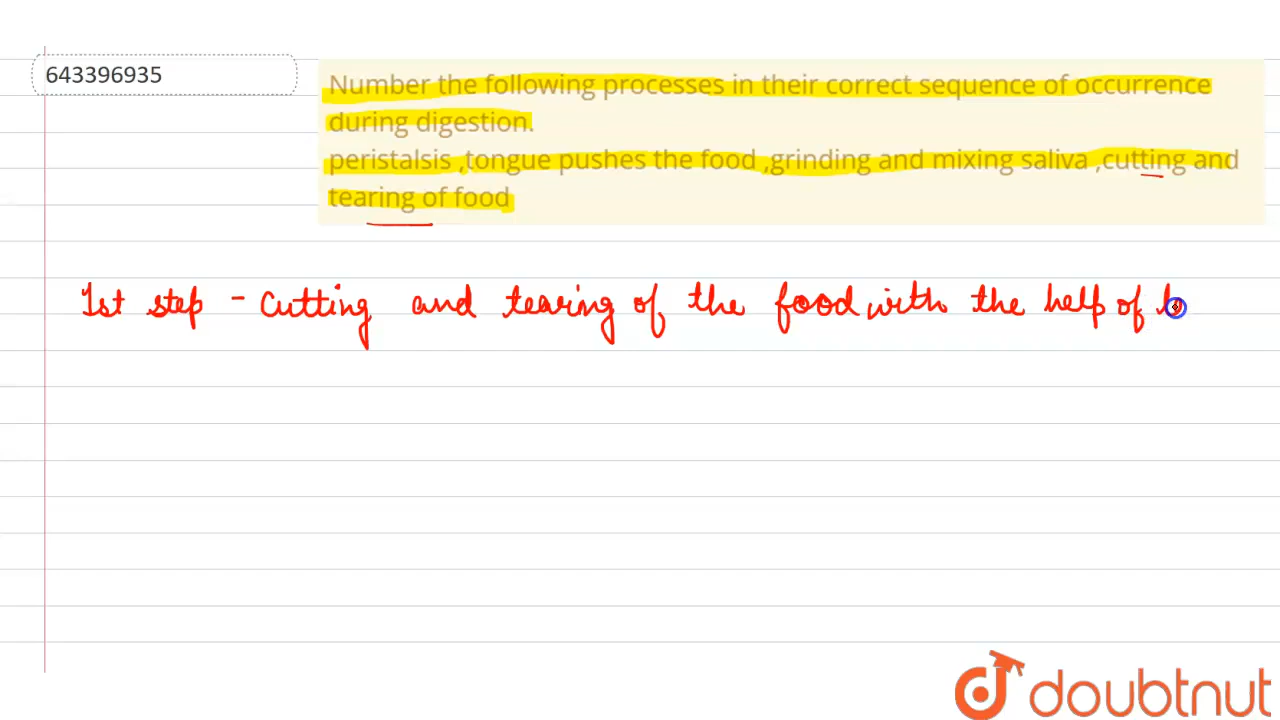 643396935
Number the following processes in their correct sequence of occurrence
during digestion.
peristalsis ,tongue pushes the food ,grinding and mixing saliva ,cutting and
tearing of food
1st step - Cutting and tearing of the food with the help of
doubtnut